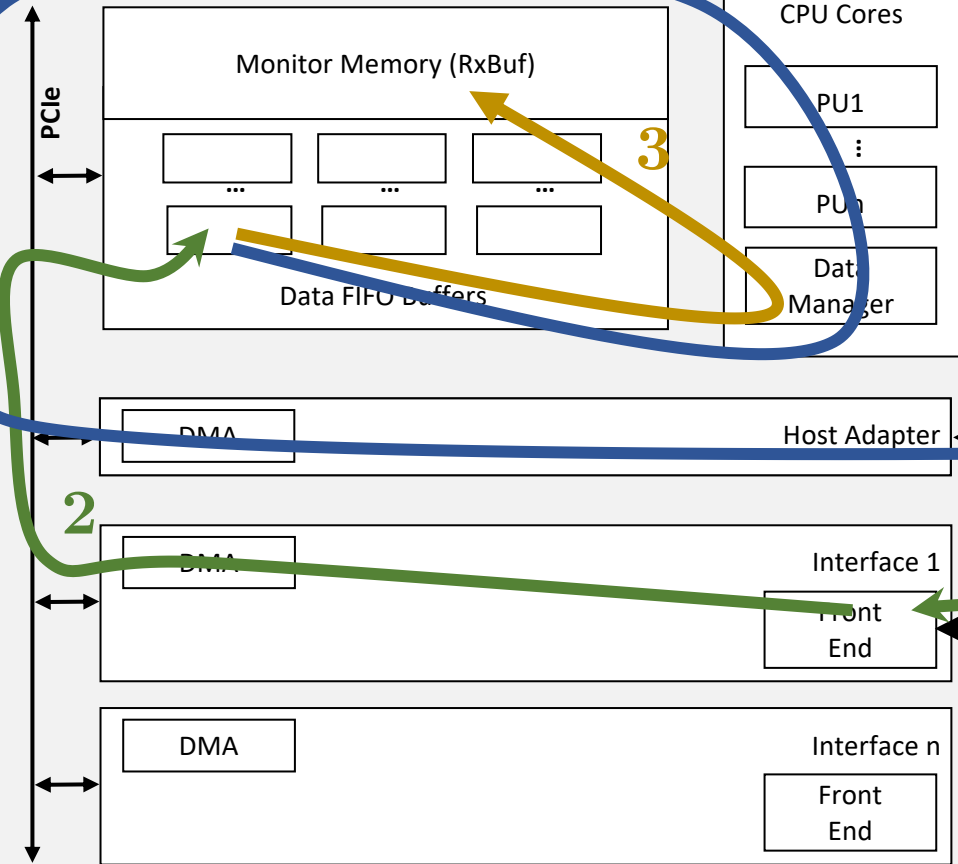 CPU Cores
Monitor Memory (RxBuf)
PCIe
PU1
...
3
PUn
...
...
...
Data
Manager
Data FIFO Buffers
DMA
Host Adapter
2
DMA
Interface 1
Front
End
DMA
Interface n
Front
End